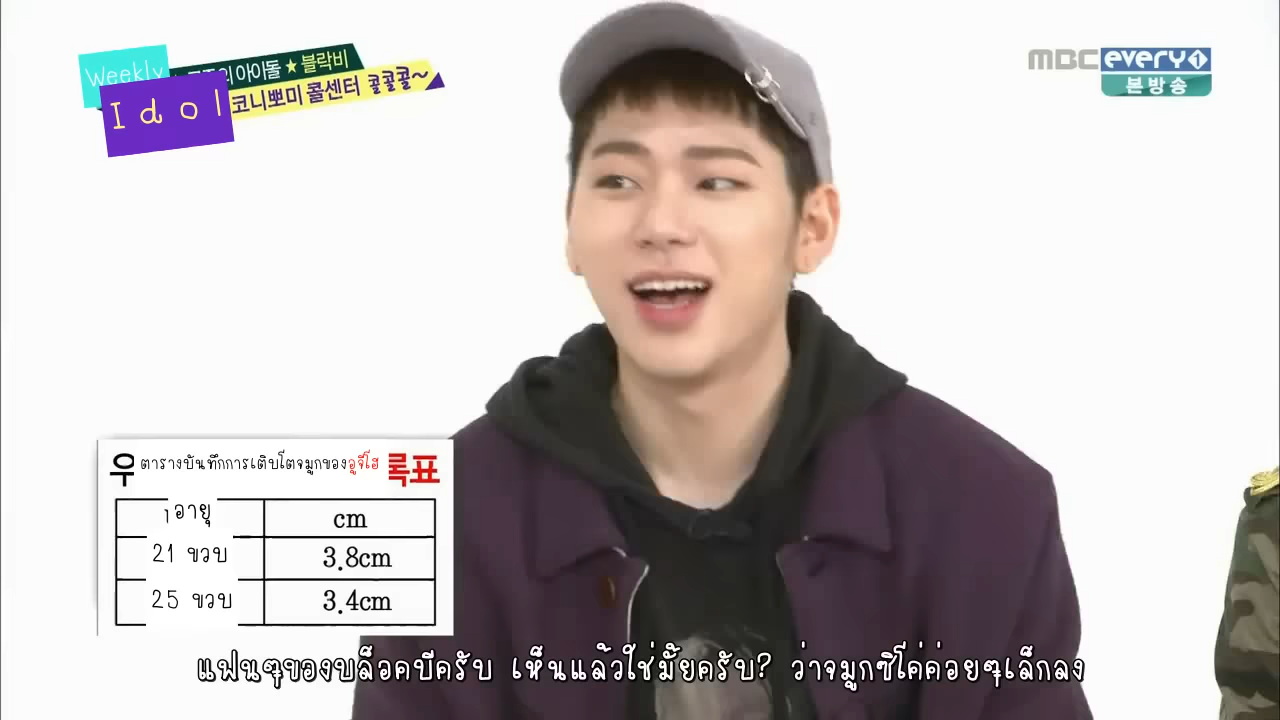 Weekly
Idol
의 아이돌 ★ 블락비
코니뽀미 콜센터 콜콜콜~
MBC every1
본방송
우 ตารางบันทึกการเติบโตจมูกของอูจีโฮ 록표
อายุ cm
21 ขวบ 3.8cm
25 ขวบ 3.4cm
แฟนๆของบล็อคบีครับ เห็นแล้วใช่มั้ยครับ? ว่าจมูกซิโค่ค่อยๆเล็กลง